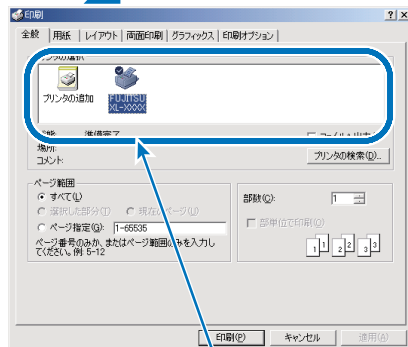 印刷
全般 用紙 レイアウト 両面印刷 グラフィックス 印刷オプション
プリンタの追加
FUJITSU
XL-XXXX
準備完了
場所:
コメント:
プリンタの検索(D)...
ページ範囲
すべて(L)
選択した部分(T) 現在のページ(U)
ページ指定(G): 1-65535
ページ番号のみか、またはページ範囲のみを入力し
てください。例: 5-12
部数(C): 1
部単位で印刷(O)
1 1 2 2 3 3
印刷(P) キャンセル 適用(A)